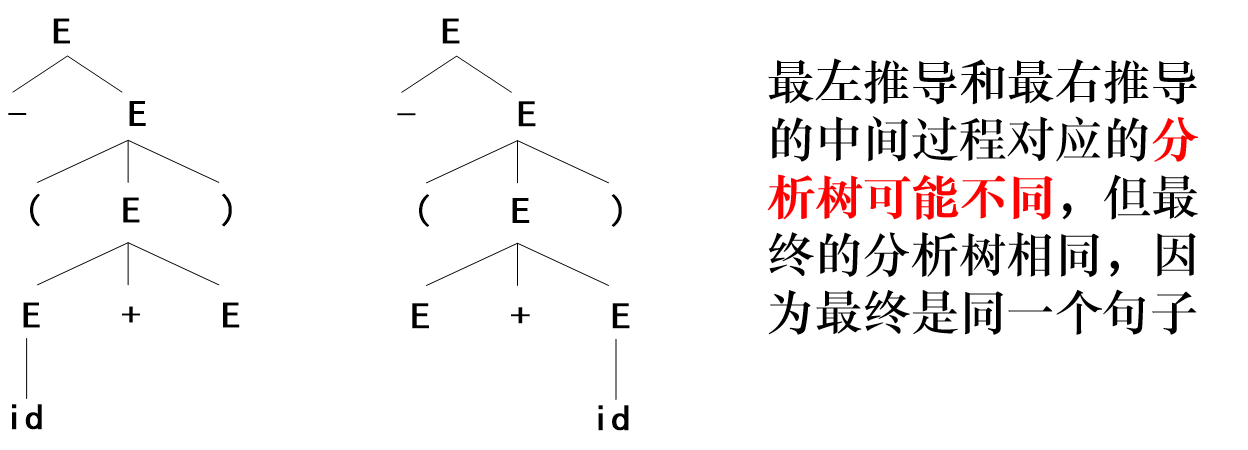 E
E
– E
– E
( E )
( E )
E + E
E + E
id
id
最左推导和最右推导
的中间过程对应的分
析树可能不同，但最
终的分析树相同，因
为最终是同一个句子